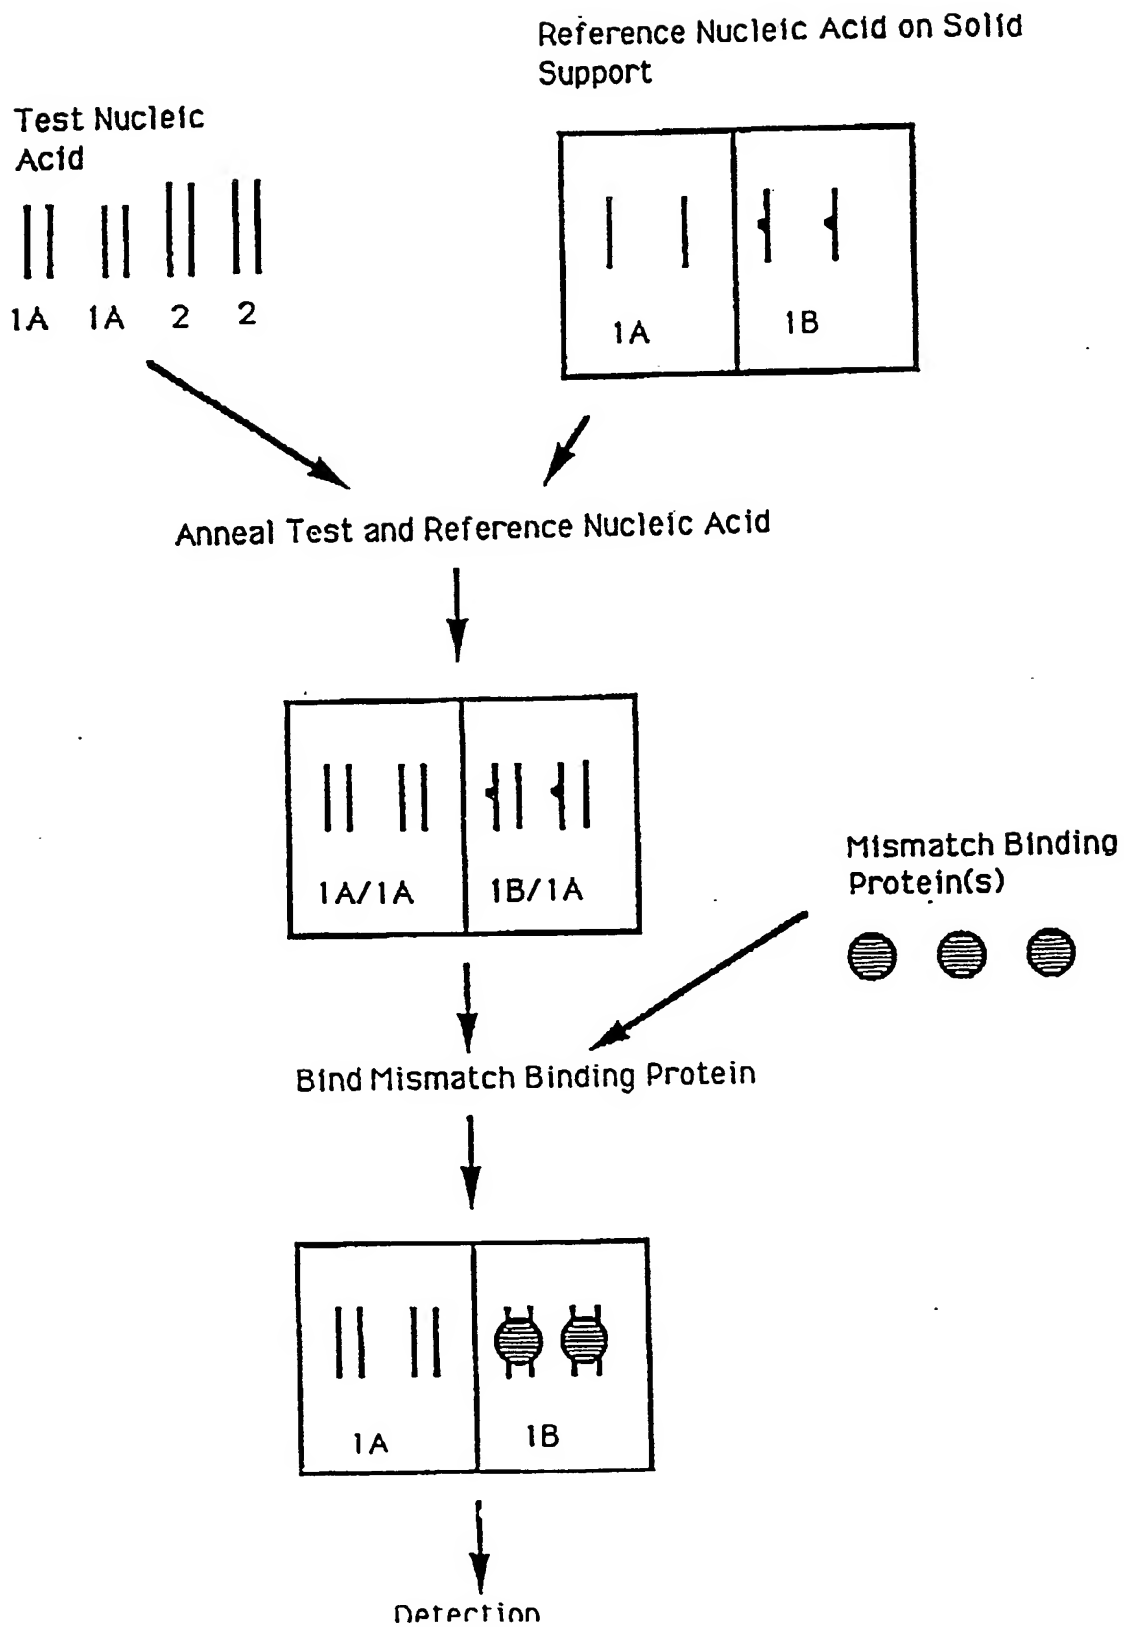 Reference Nucleic Acid on Solid
Support
Test Nucleic
Acid
1A 1A 2 2
1A 1B
Anneal Test and Reference Nucleic Acid
1A/1A 1B/1A
Mismatch Binding
Protein(s)
Bind Mismatch Binding Protein
1A 1B
Detection